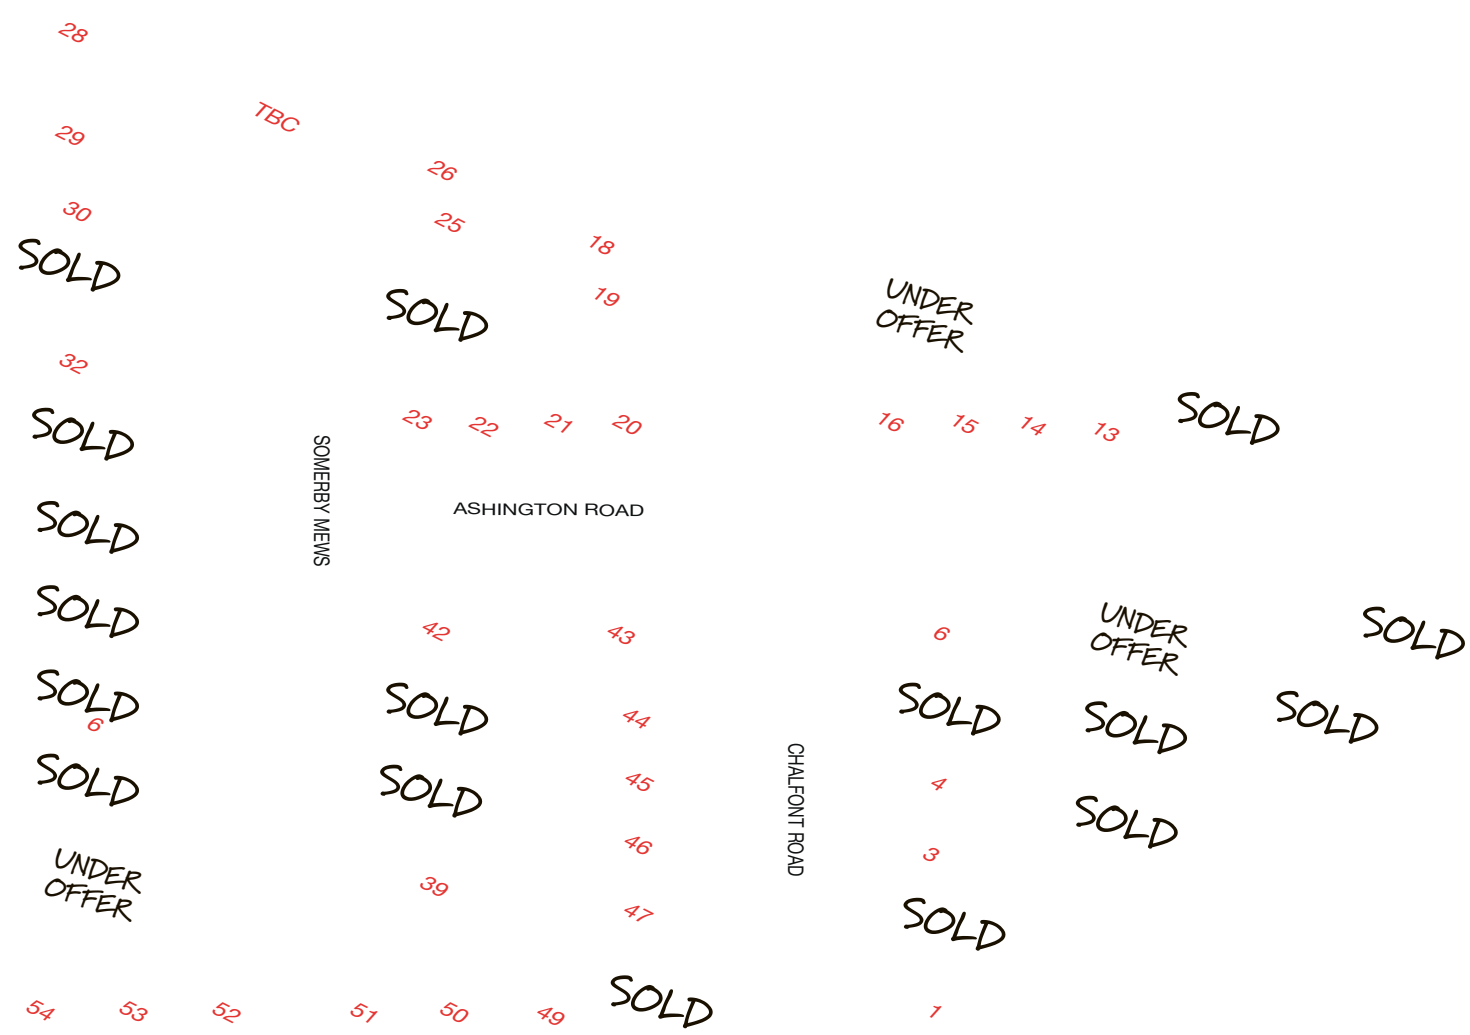 28
TBC
29
26
30
25
18
SOLD
19
SOLD
UNDER
OFFER
32
23 22 21 20
16 15 14 13
SOLD
SOLD
SOMERBY MEWS
ASHINGTON ROAD
SOLD
SOLD
42
43
6
UNDER
OFFER
SOLD
SOLD
6
SOLD
44
SOLD
SOLD
SOLD
SOLD
SOLD
45
CHALFONT ROAD
4
SOLD
46
3
UNDER
OFFER
39
47
SOLD
54 53 52 51 50 49
SOLD
1